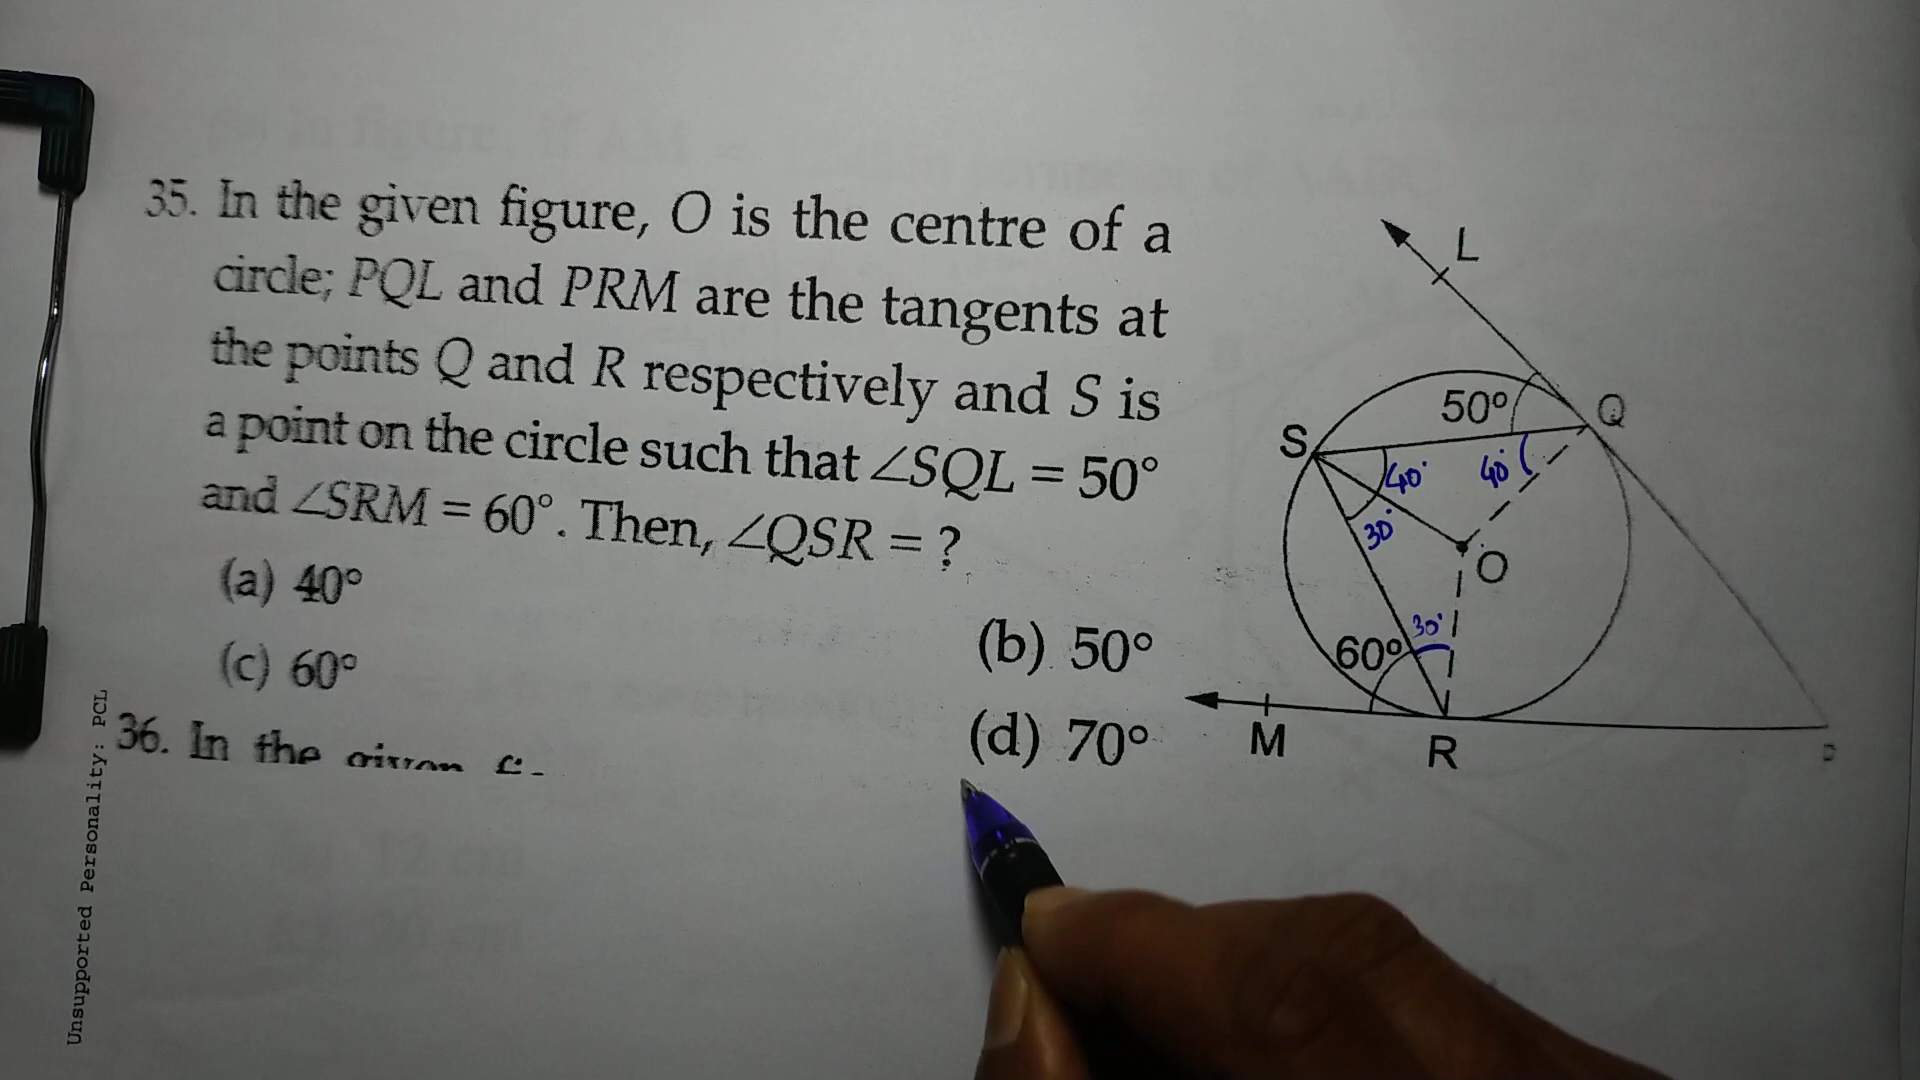 35. In the given figure, O is the centre of a
circle; PQL and PRM are the tangents at
the points Q and R respectively and S is
a point on the circle such that ∠SQL = 50°
and ∠SRM = 60°. Then, ∠QSR = ?
(a) 40°
(b) 50°
(c) 60°
(d) 70°
36. In the given
L
50°
Q
S
40°
40°
30°
O
30°
60°
M
R
Unsupported Personality: PCL